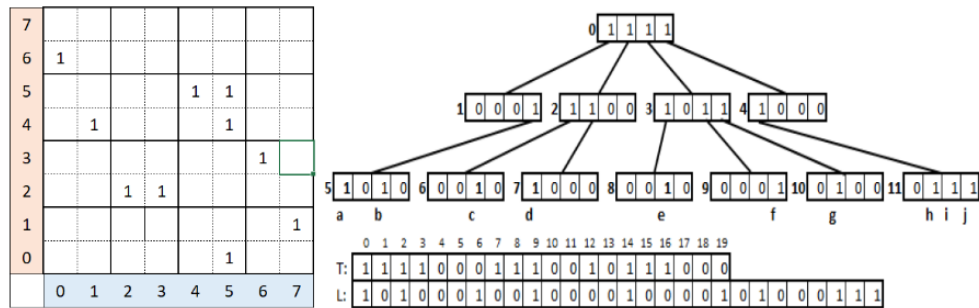 7
6 1
5 1 1
4 1 1
3 1
2 1 1
1 1
0 1
0 1 2 3 4 5 6 7
0 1 1 1 1
1 0 0 0 1 2 1 1 0 0 3 1 0 1 1 4 1 0 0 0
5 1 0 1 0 6 0 0 1 0 7 1 0 0 0 8 0 0 1 0 9 0 0 0 1 10 0 1 0 0 11 0 1 1 1
a b c d e f g h i j
0 1 2 3 4 5 6 7 8 9 10 11 12 13 14 15 16 17 18 19
T: 1 1 1 1 0 0 0 1 1 1 0 0 1 0 1 1 1 0 0 0
L: 1 0 1 0 0 0 1 0 1 0 0 0 0 0 1 0 0 0 0 1 0 1 0 0 0 1 1 1